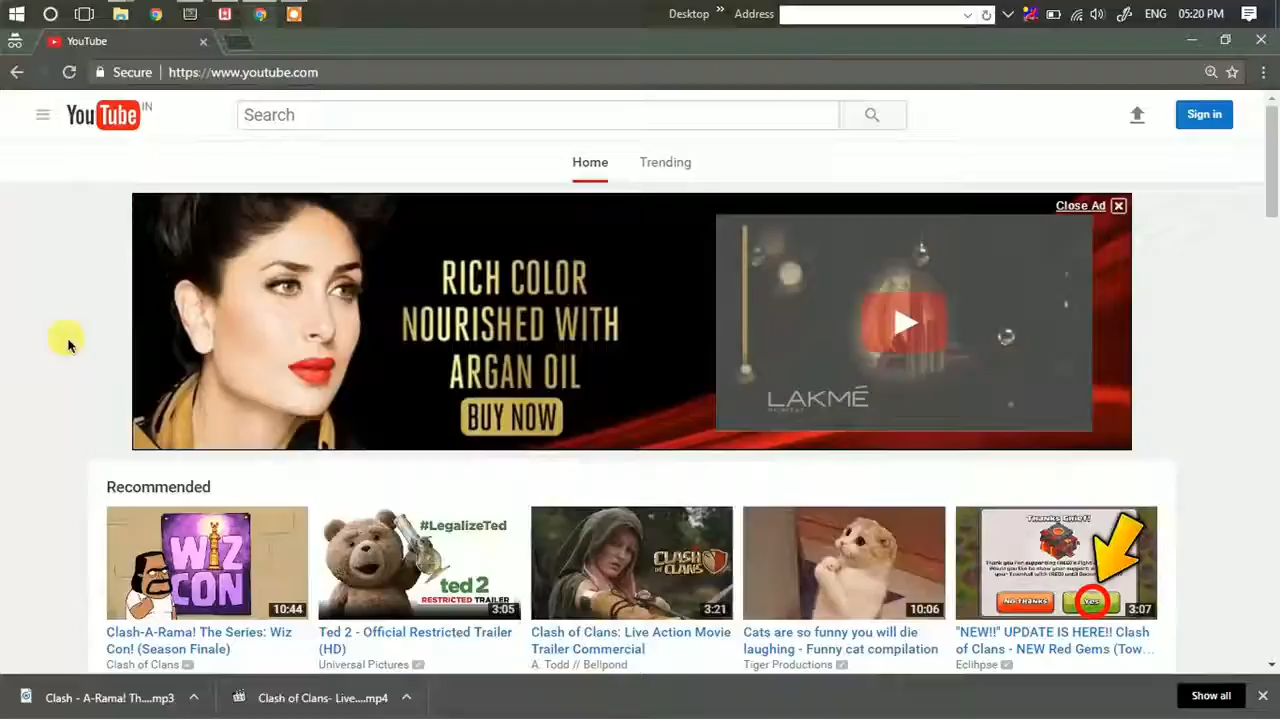 Desktop
Address
ENG
05:20 PM
YouTube
Secure
https://www.youtube.com
YouTube IN
Search
Sign in
Home
Trending
Close Ad
RICH COLOR
NOURISHED WITH
ARGAN OIL
BUY NOW
LAKMÉ
Recommended
WIZ
CON
10:44
#LEGALIZETED
ted 2
RESTRICTED TRAILER
3:05
CLASH
OF CLANS
3:21
10:06
NO THANKS
YES
3:07
Clash-A-Rama! The Series: Wiz
Con! (Season Finale)
Clash of Clans
Ted 2 - Official Restricted Trailer
(HD)
Universal Pictures
Clash of Clans: Live Action Movie
Trailer Commercial
A. Todd // Bellpond
Cats are so funny you will die
laughing - Funny cat compilation
Tiger Productions
"NEW!!" UPDATE IS HERE!! Clash
of Clans - NEW Red Gems (Tow...
Eclihpse
Clash - A-Rama! Th....mp3
Clash of Clans- Live....mp4
Show all